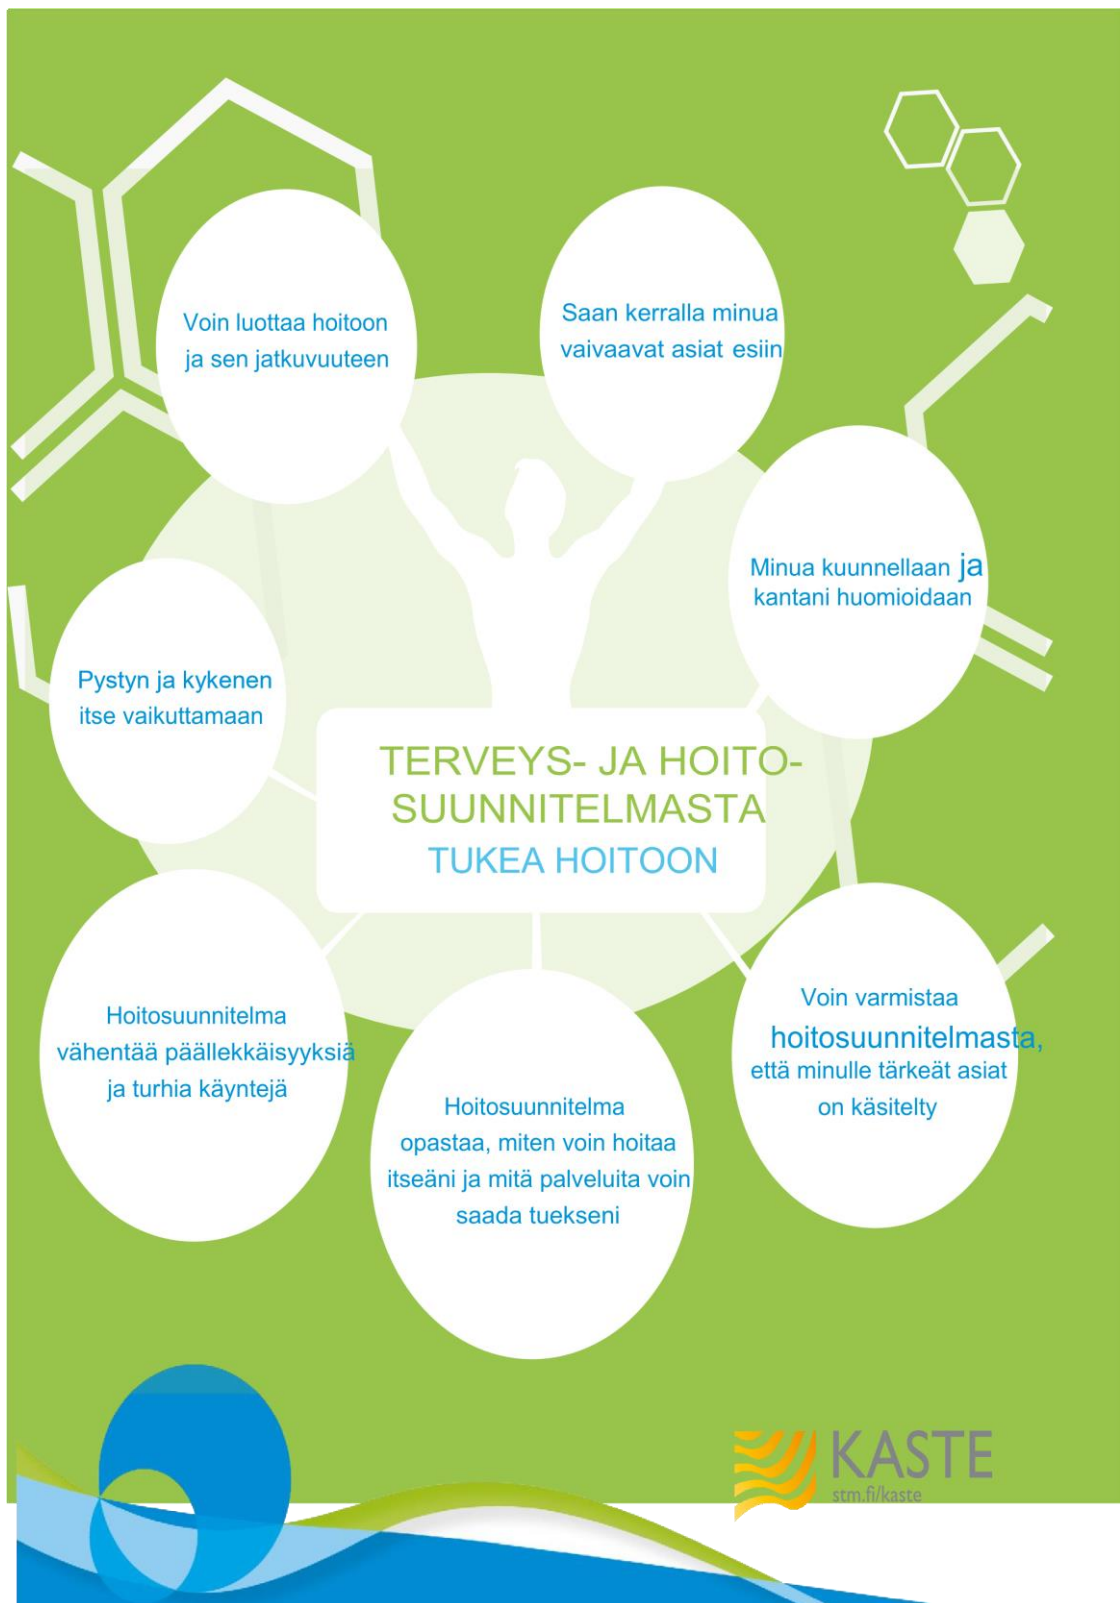 Voin luottaa hoitoon
ja sen jatkuvuuteen
Saan kerralla minua
vaivaavat asiat esiin
Minua kuunnellaan ja
kantani huomioidaan
Pystyn ja kykenen
itse vaikuttamaan
TERVEYS- JA HOITO-
SUUNNITELMASTA
TUKEA HOITOON
Hoitosuunnitelma
vähentää päällekkäisyyksiä
ja turhia käyntejä
Hoitosuunnitelma
opastaa, miten voin hoitaa
itseäni ja mitä palveluita voin
saada tuekseni
Voin varmistaa
hoitosuunnitelmasta,
että minulle tärkeät asiat
on käsitelty
KASTE
stm.fi/kaste